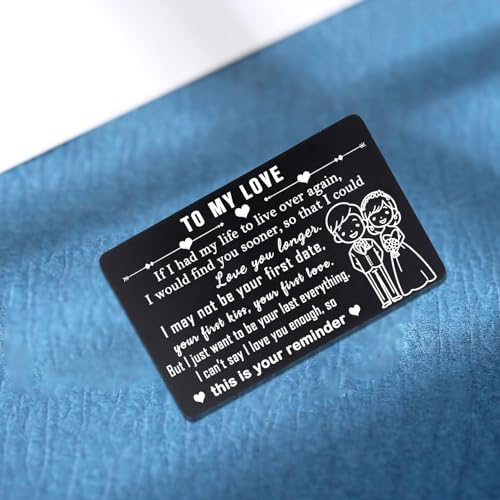 TO MY LOVE
If I had my life to live over again,
I would find you sooner, so that I could
Love you longer.
I may not be your first date.
your first kiss, your first love.
But I just want to be your last everything.
I can't say I love you enough, so
this is your reminder